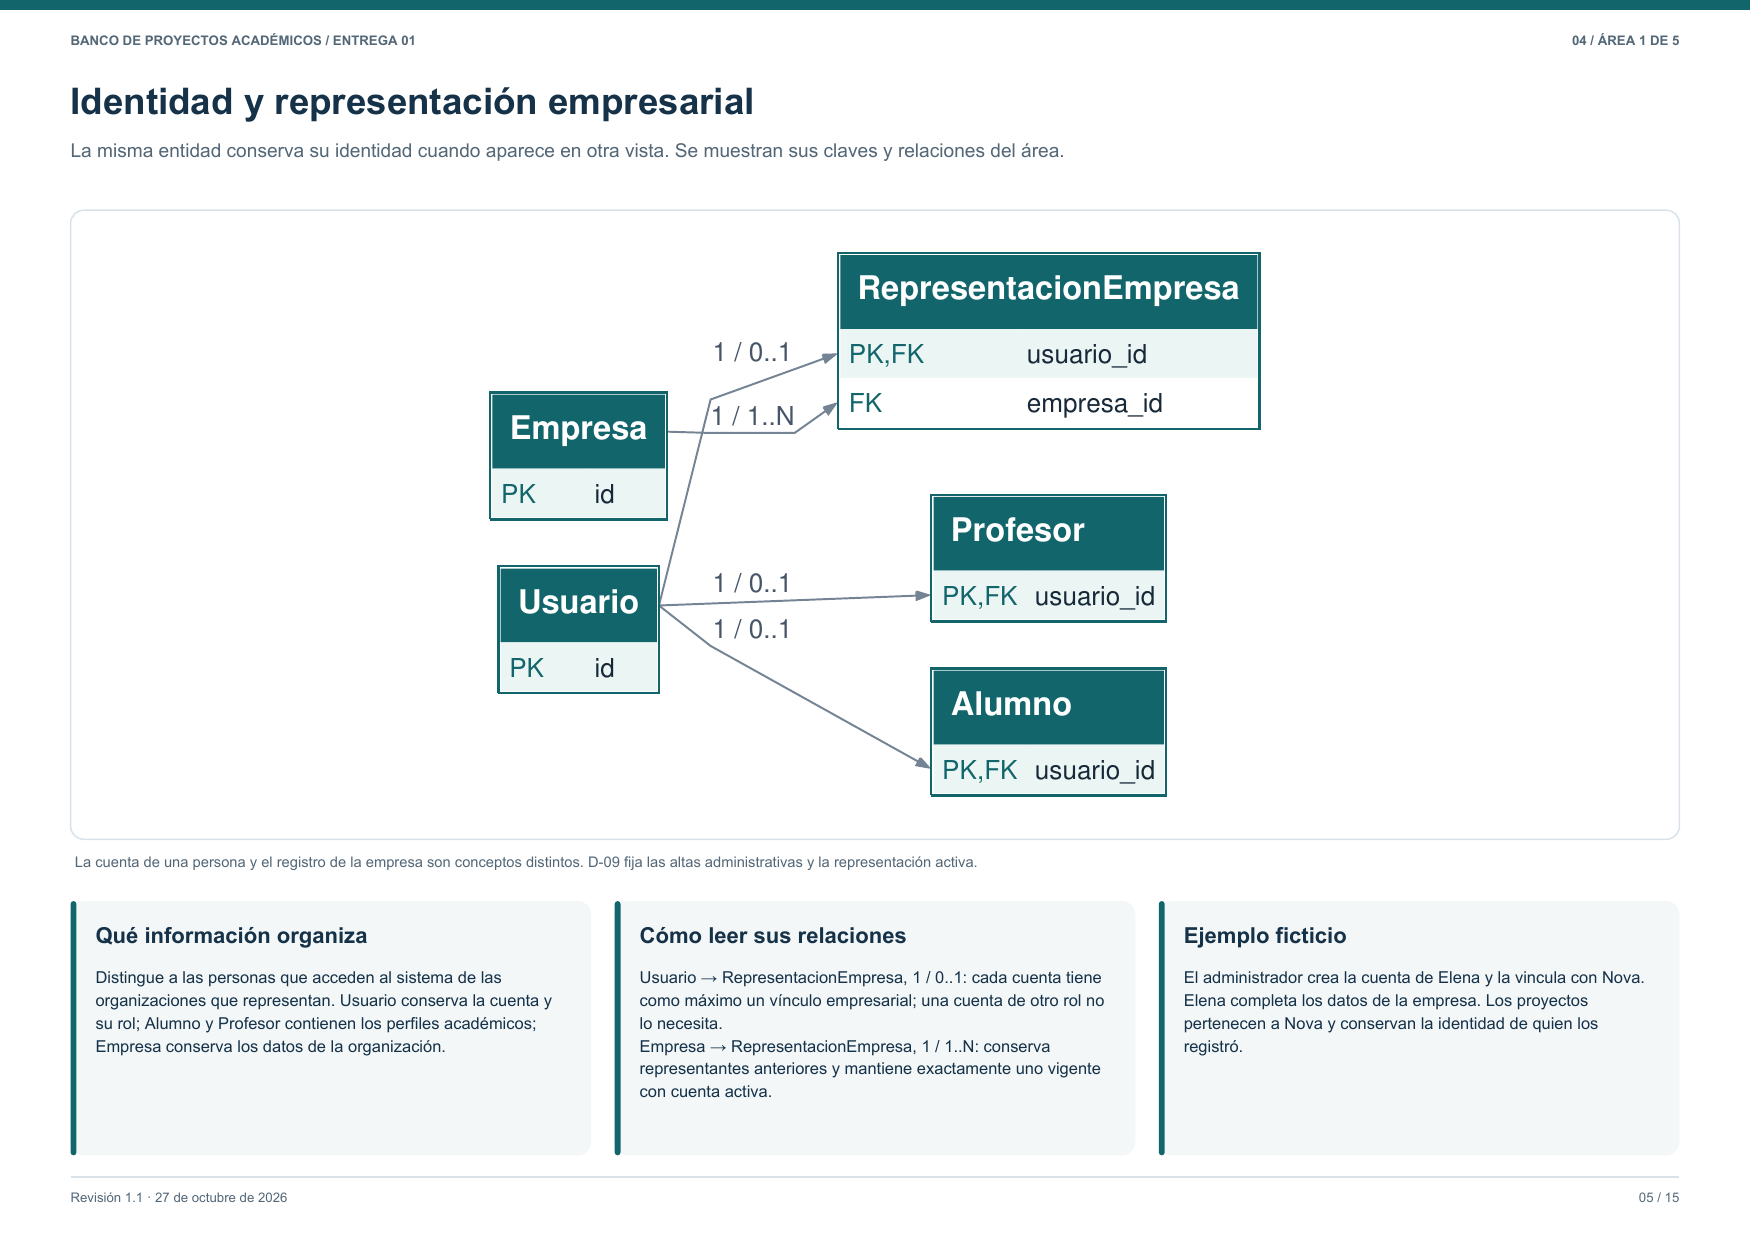 BANCO DE PROYECTOS ACADÉMICOS / ENTREGA 01
04 / ÁREA 1 DE 5
Identidad y representación empresarial
La misma entidad conserva su identidad cuando aparece en otra vista. Se muestran sus claves y relaciones del área.
RepresentacionEmpresa
PK,FK usuario_id
FK empresa_id
1 / 0..1
1 / 1..N
Empresa
PK id
Profesor
PK,FK usuario_id
Usuario
PK id
1 / 0..1
1 / 0..1
Alumno
PK,FK usuario_id
La cuenta de una persona y el registro de la empresa son conceptos distintos. D-09 fija las altas administrativas y la representación activa.
Qué información organiza
Distingue a las personas que acceden al sistema de las
organizaciones que representan. Usuario conserva la cuenta y
su rol; Alumno y Profesor contienen los perfiles académicos;
Empresa conserva los datos de la organización.
Cómo leer sus relaciones
Usuario → RepresentacionEmpresa, 1 / 0..1: cada cuenta tiene
como máximo un vínculo empresarial; una cuenta de otro rol no
lo necesita.
Empresa → RepresentacionEmpresa, 1 / 1..N: conserva
representantes anteriores y mantiene exactamente uno vigente
con cuenta activa.
Ejemplo ficticio
El administrador crea la cuenta de Elena y la vincula con Nova.
Elena completa los datos de la empresa. Los proyectos
pertenecen a Nova y conservan la identidad de quien los
registró.
Revisión 1.1 · 27 de octubre de 2026
05 / 15